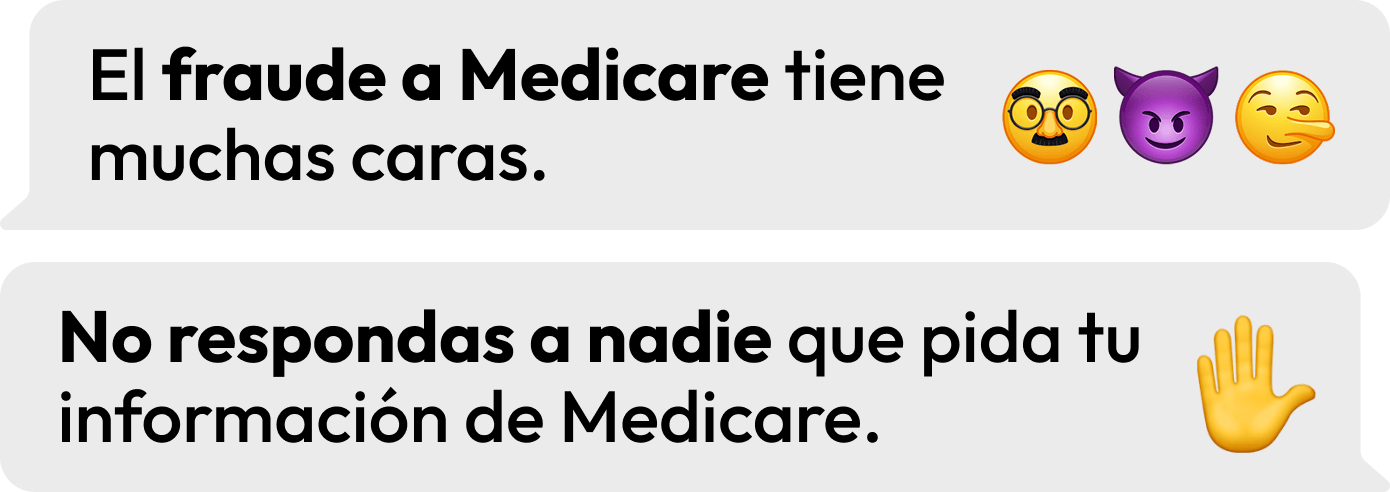 El fraude a Medicare tiene
muchas caras.
No respondas a nadie que pida tu
información de Medicare.